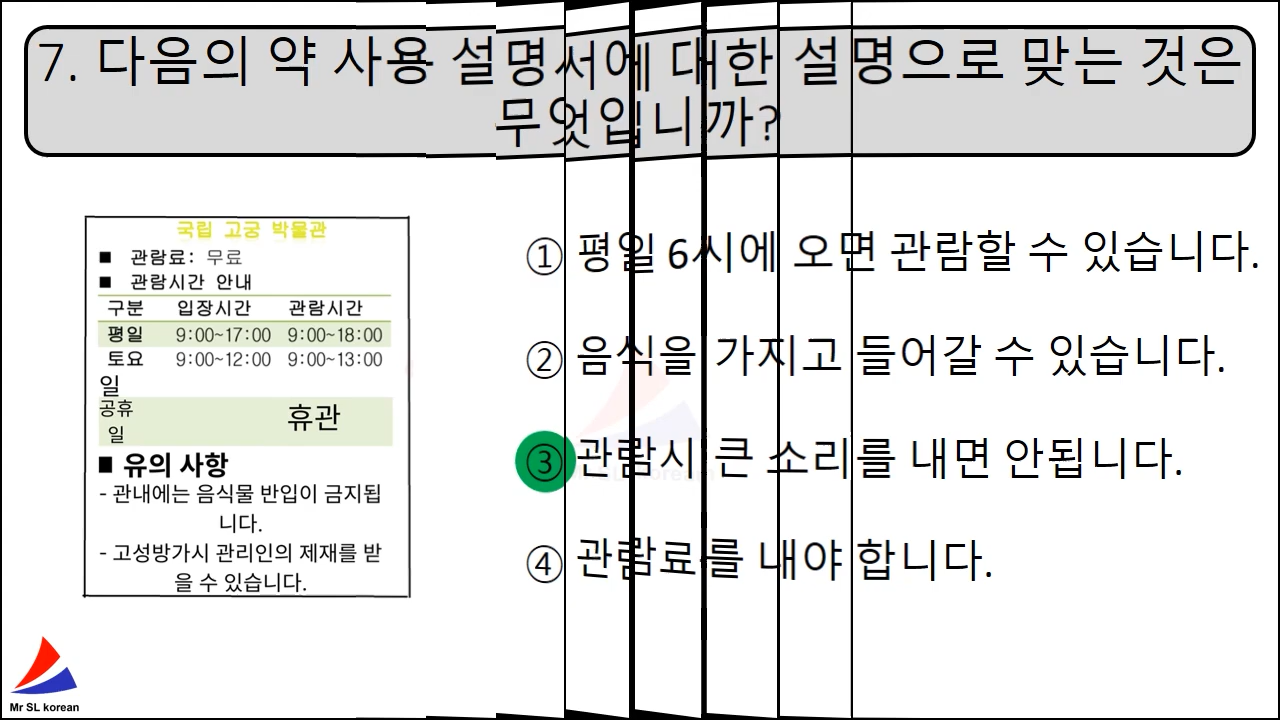 7. 다음의 약 사용 설명서에 대한 설명으로 맞는 것은
무엇입니까?
국립 고궁 박물관
■ 관람료: 무료
■ 관람시간 안내
구분 입장시간 관람시간
평일 9:00~17:00 9:00~18:00
토요 9:00~12:00 9:00~13:00
일
공휴
일
휴관
■ 유의 사항
- 관내에는 음식물 반입이 금지됩
니다.
- 고성방가시 관리인의 제재를 받
을 수 있습니다.
① 평일 6시에 오면 관람할 수 있습니다.
② 음식을 가지고 들어갈 수 있습니다.
③ 관람시 큰 소리를 내면 안됩니다.
④ 관람료를 내야 합니다.
Mr SL korean